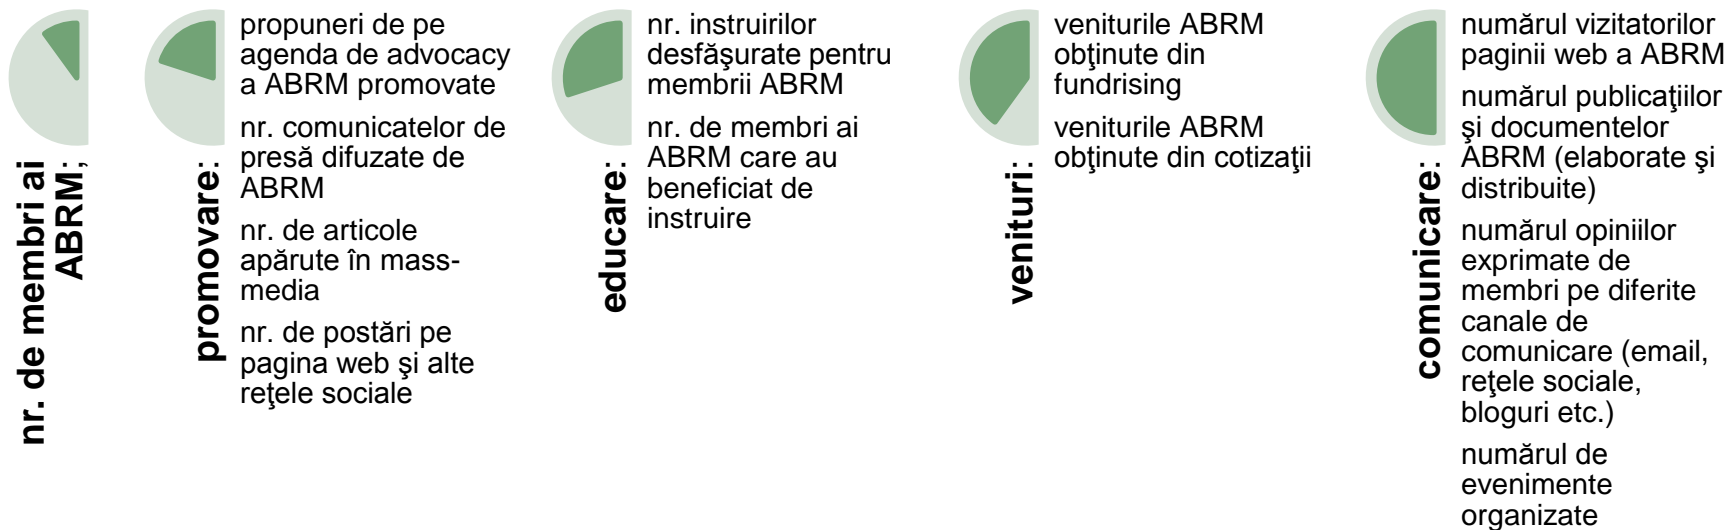 nr. de membri ai
ABRM;
promovare:
propuneri de pe
agenda de advocacy
a ABRM promovate
nr. comunicatelor de
presă difuzate de
ABRM
nr. de articole
apărute în mass-
media
nr. de postări pe
pagina web şi alte
reţele sociale
educare:
nr. instruirilor
desfăşurate pentru
membrii ABRM
nr. de membri ai
ABRM care au
beneficiat de
instruire
venituri:
veniturile ABRM
obţinute din
fundrising
veniturile ABRM
obţinute din cotizaţii
comunicare:
numărul vizitatorilor
paginii web a ABRM
numărul publicaţiilor
şi documentelor
ABRM (elaborate şi
distribuite)
numărul opiniilor
exprimate de
membri pe diferite
canale de
comunicare (email,
reţele sociale,
bloguri etc.)
numărul de
evenimente
organizate